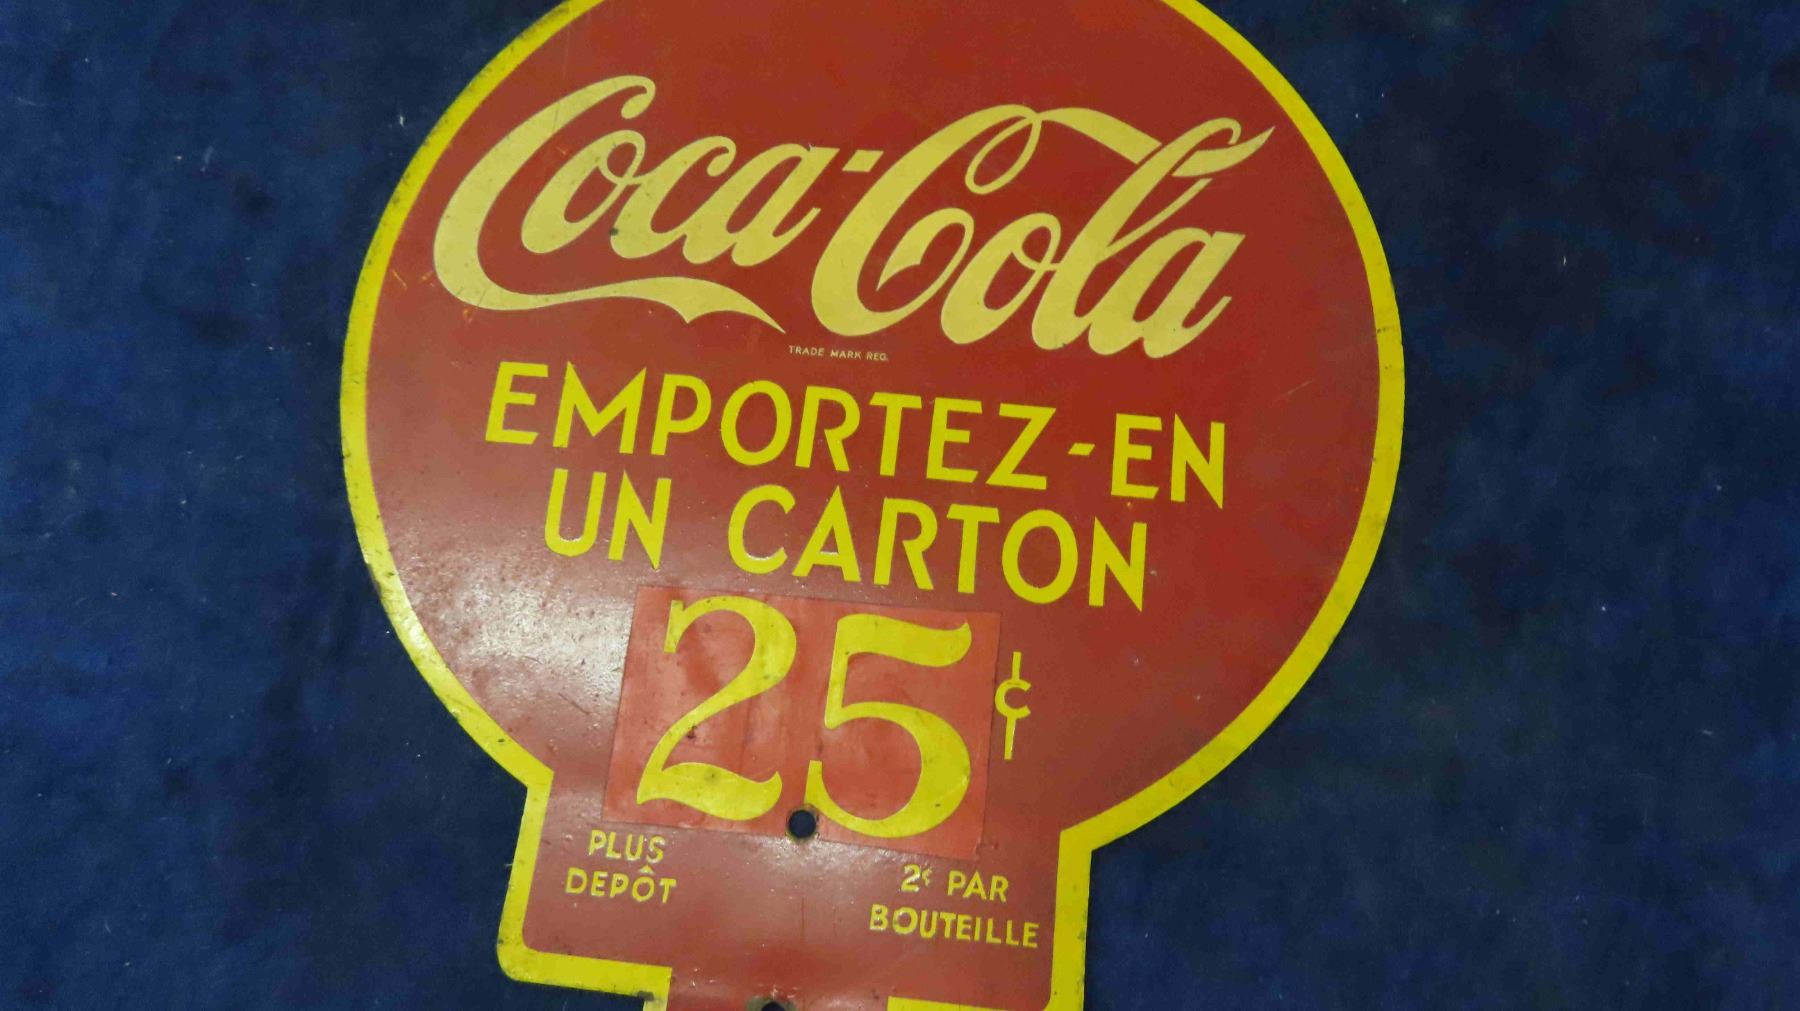 Coca-Cola
TRADE MARK REG.
EMPORTEZ-EN
UN CARTON
25¢
PLUS
DEPÔT
2¢ PAR
BOUTEILLE